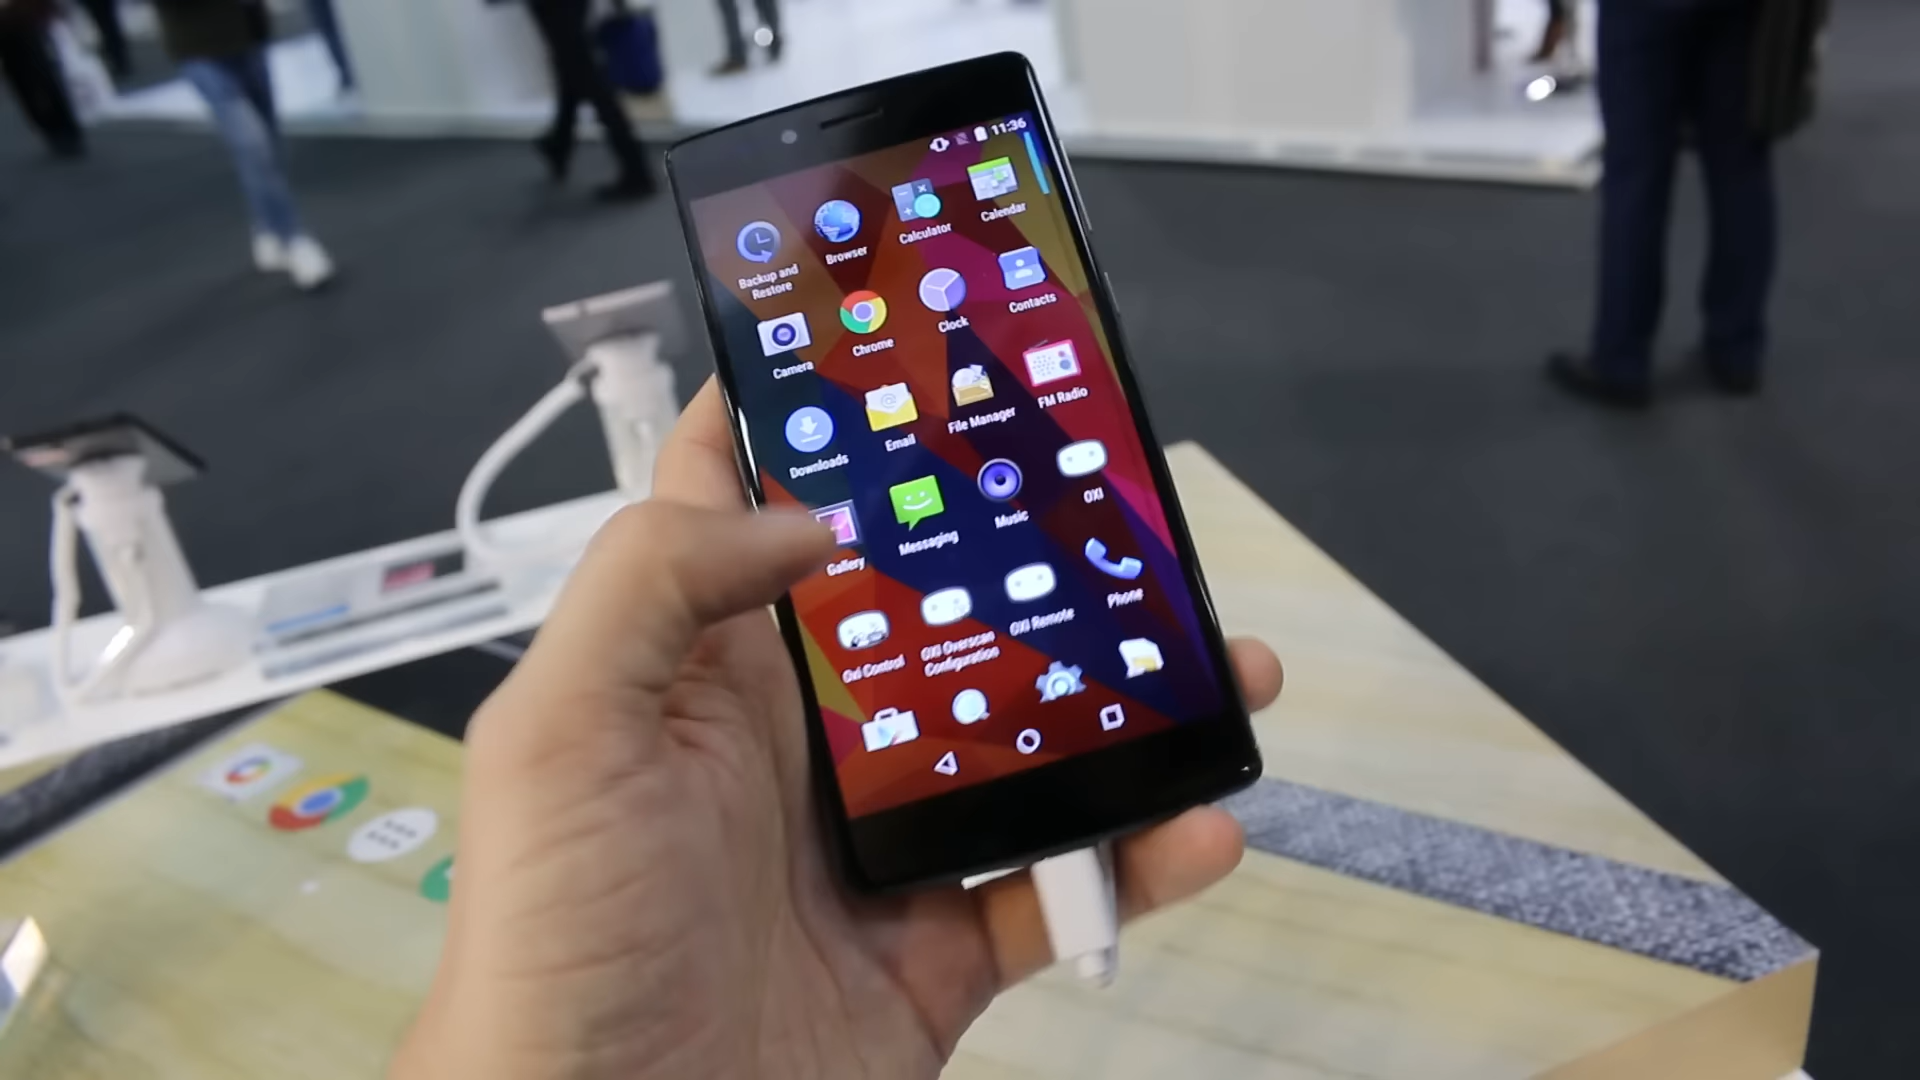 11:36
Backup and
Restore
Browser
Calculator
Calendar
Camera
Chrome
Clock
Contacts
Downloads
Email
File Manager
FM Radio
Gallery
Messaging
Music
OXI
Oxi Control
OXI Overscan
Configuration
OXI Remote
Phone